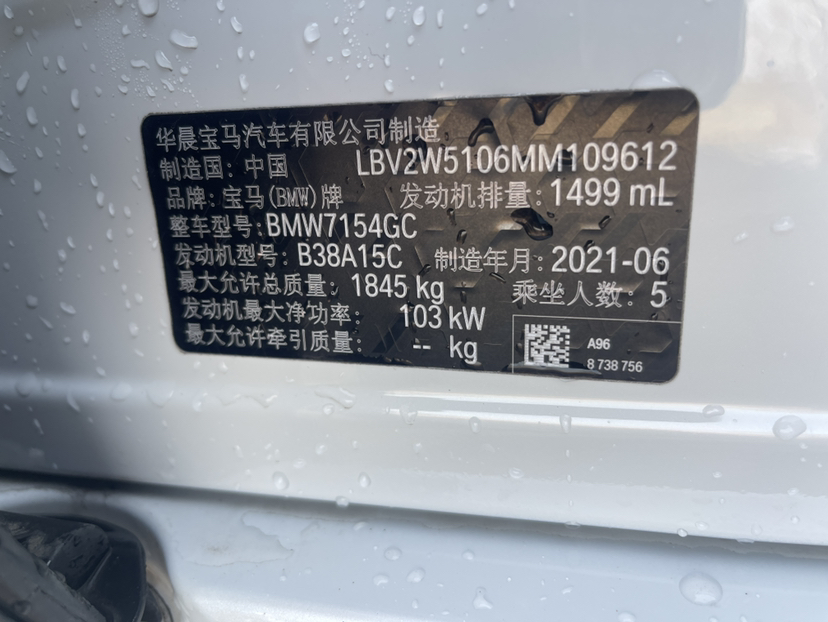 华晨宝马汽车有限公司制造
制造国：中国 LBV2W5106MM109612
品牌：宝马(BMW)牌 发动机排量：1499 mL
整车型号：BMW7154GC
发动机型号：B38A15C 制造年月：2021-06
最大允许总质量：1845 kg 乘坐人数：5
发动机最大净功率：103 kW
最大允许牵引质量：-- kg
A96
8 738 756